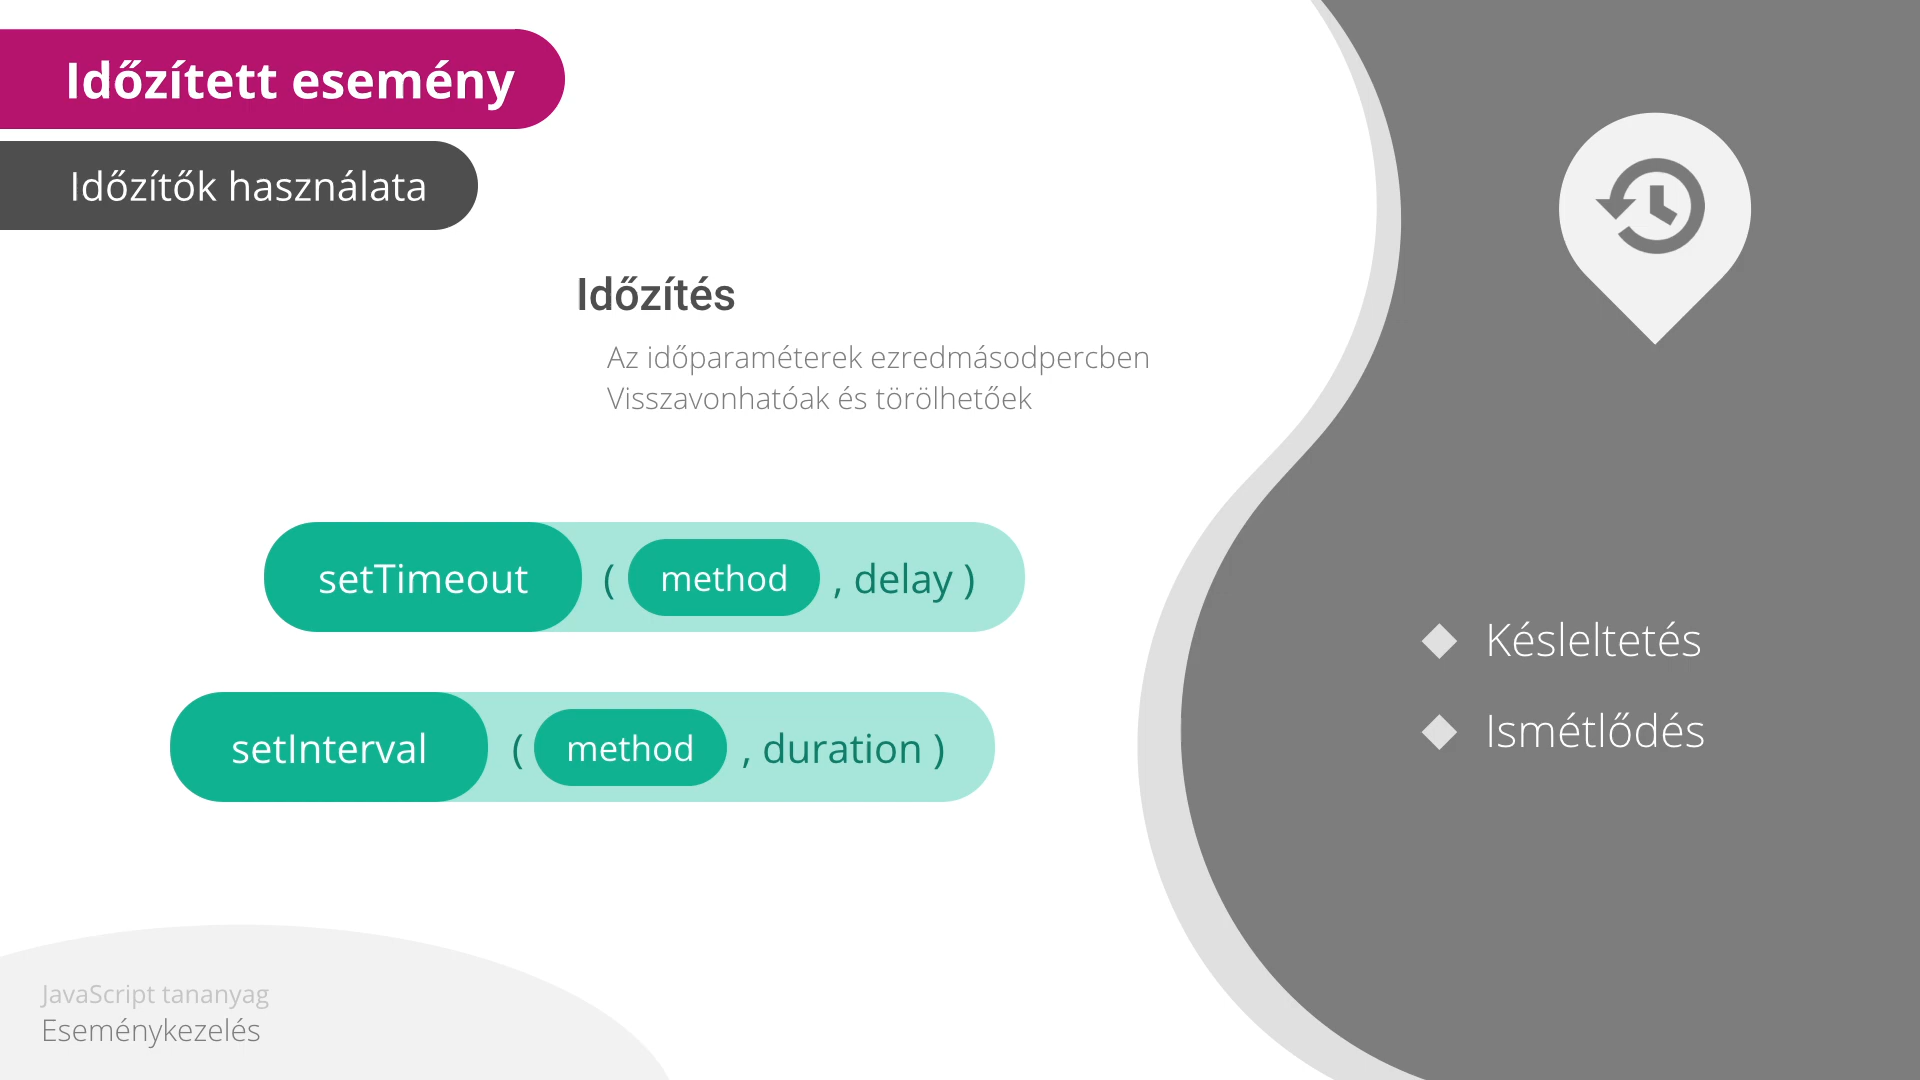 Időzített esemény
Időzítők használata
Időzítés
Az időparaméterek ezredmásodpercben
Visszavonhatóak és törölhetőek
setTimeout ( method , delay )
setInterval ( method , duration )
Késleltetés
Ismétlődés
JavaScript tananyag
Eseménykezelés